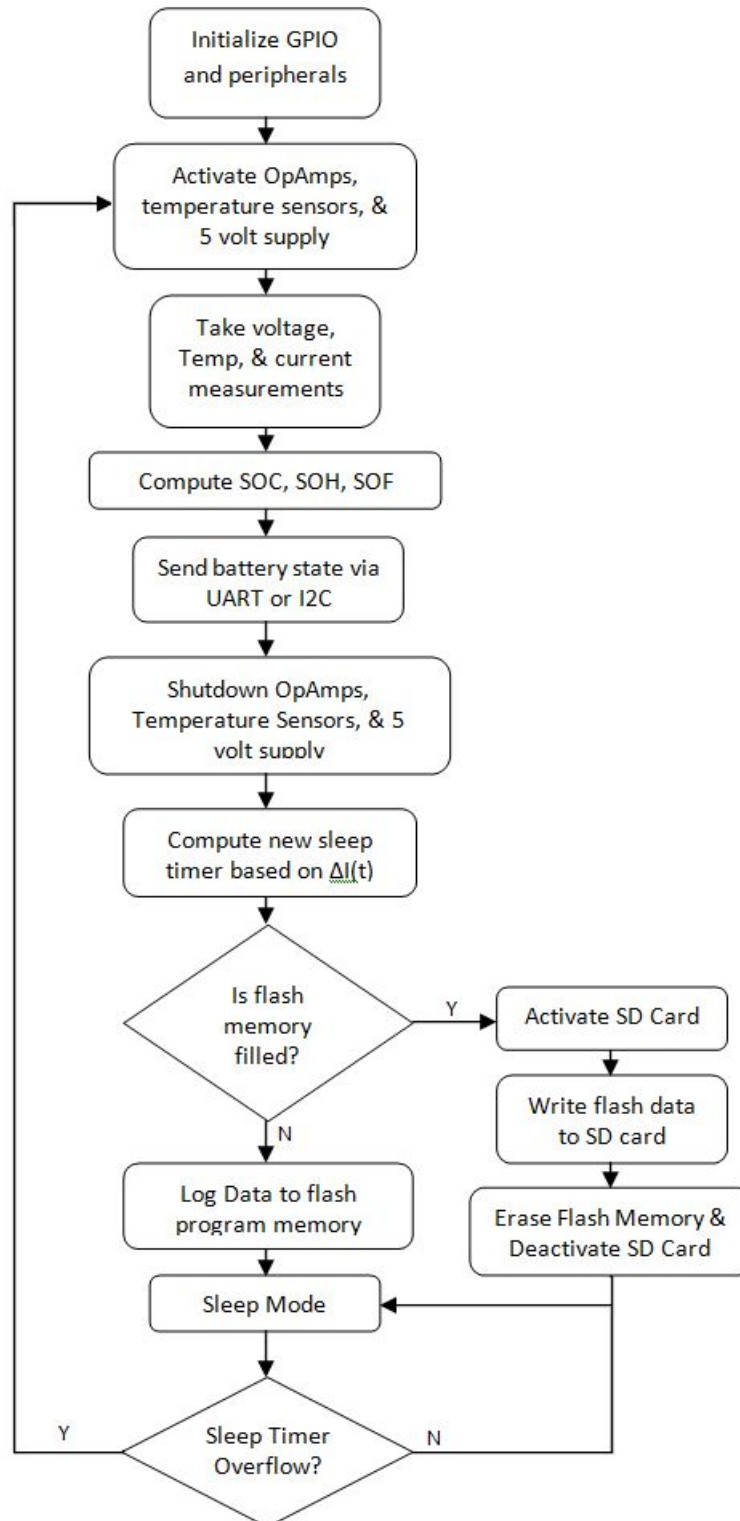 Initialize GPIO
and peripherals
Activate OpAmps,
temperature sensors, &
5 volt supply
Take voltage,
Temp, & current
measurements
Compute SOC, SOH, SOF
Send battery state via
UART or I2C
Shutdown OpAmps,
Temperature Sensors, & 5
volt supply
Compute new sleep
timer based on ΔI(t)
Is flash
memory
filled?
Y
Activate SD Card
Write flash data
to SD card
Erase Flash Memory &
Deactivate SD Card
N
Log Data to flash
program memory
Sleep Mode
Sleep Timer
Overflow?
Y
N